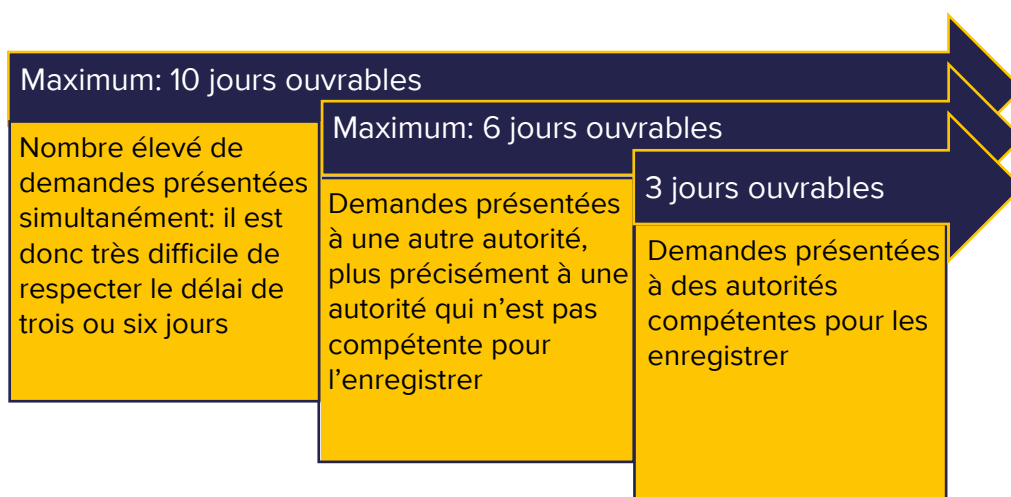 Maximum: 10 jours ouvrables
Nombre élevé de
demandes présentées
simultanément: il est
donc très difficile de
respecter le délai de
trois ou six jours
Maximum: 6 jours ouvrables
Demandes présentées
à une autre autorité,
plus précisément à une
autorité qui n’est pas
compétente pour
l’enregistrer
3 jours ouvrables
Demandes présentées
à des autorités
compétentes pour les
enregistrer